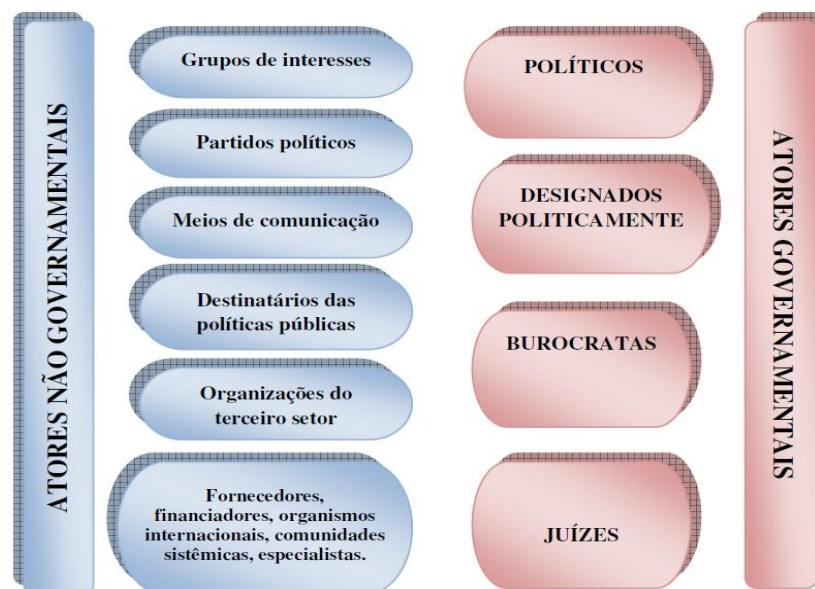 ATORES NÃO GOVERNAMENTAIS
Grupos de interesses
Partidos políticos
Meios de comunicação
Destinatários das
políticas públicas
Organizações do
terceiro setor
Fornecedores,
financiadores, organismos
internacionais, comunidades
sistêmicas, especialistas.
POLÍTICOS
DESIGNADOS
POLITICAMENTE
BUROCRATAS
JUÍZES
ATORES GOVERNAMENTAIS